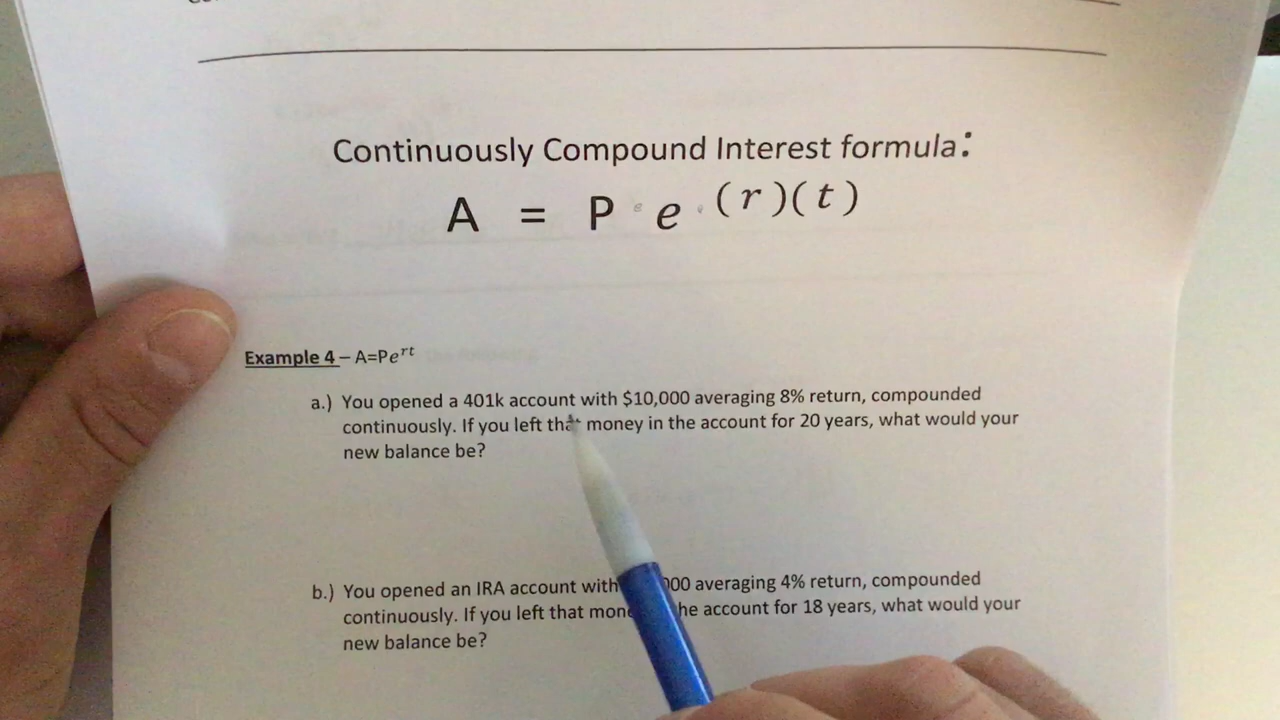 Continuously Compound Interest formula:
A = P · e · (r)(t)
Example 4 – A=Pe^rt
a.) You opened a 401k account with $10,000 averaging 8% return, compounded
continuously. If you left that money in the account for 20 years, what would your
new balance be?
b.) You opened an IRA account with 000 averaging 4% return, compounded
continuously. If you left that he account for 18 years, what would your
new balance be?